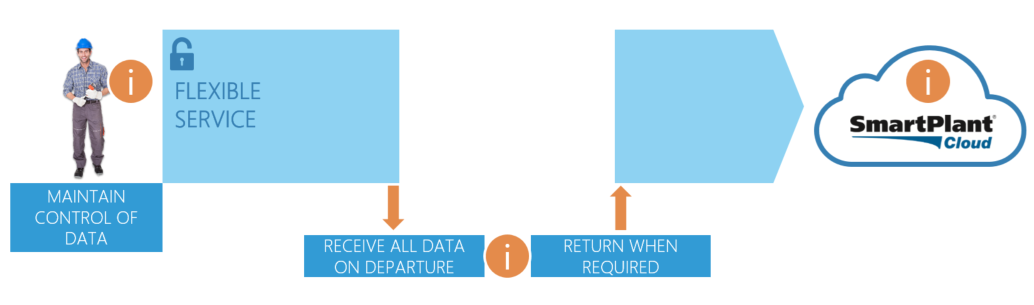 i
FLEXIBLE
SERVICE
i
SmartPlant®
Cloud
MAINTAIN
CONTROL OF
DATA
RECEIVE ALL DATA
ON DEPARTURE
i
RETURN WHEN
REQUIRED